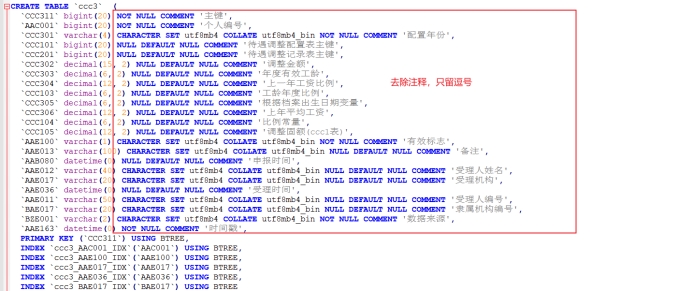 CREATE TABLE `ccc3`  (
`CCC311` bigint(20) NOT NULL COMMENT '主键',
`AAC001` bigint(20) NOT NULL COMMENT '个人编号',
`CCC301` varchar(4) CHARACTER SET utf8mb4 COLLATE utf8mb4_bin NOT NULL COMMENT '配置年份',
`CCC101` bigint(20) NULL DEFAULT NULL COMMENT '待遇调整配置表主键',
`CCC201` bigint(20) NULL DEFAULT NULL COMMENT '待遇调整记录表主键',
`CCC302` decimal(15, 2) NULL DEFAULT NULL COMMENT '调整金额',
`CCC303` decimal(6, 2) NULL DEFAULT NULL COMMENT '年度有效工龄',
`CCC304` decimal(12, 2) NULL DEFAULT NULL COMMENT '上一年工资比例',
`CCC103` decimal(6, 2) NULL DEFAULT NULL COMMENT '工龄年度比例',
`CCC305` decimal(6, 2) NULL DEFAULT NULL COMMENT '根据档案出生日期变量',
`CCC306` decimal(12, 2) NULL DEFAULT NULL COMMENT '上年平均工资',
`CCC104` decimal(6, 2) NULL DEFAULT NULL COMMENT '比例常量',
`CCC105` decimal(12, 2) NULL DEFAULT NULL COMMENT '调整固额(ccc1表)',
`AAE100` varchar(1) CHARACTER SET utf8mb4 COLLATE utf8mb4_bin NOT NULL COMMENT '有效标志',
`AAE013` varchar(100) CHARACTER SET utf8mb4 COLLATE utf8mb4_bin NULL DEFAULT NULL COMMENT '备注',
`AAB080` datetime(0) NULL DEFAULT NULL COMMENT '申报时间',
`AAE012` varchar(40) CHARACTER SET utf8mb4 COLLATE utf8mb4_bin NULL DEFAULT NULL COMMENT '受理人姓名',
`AAE017` varchar(20) CHARACTER SET utf8mb4 COLLATE utf8mb4_bin NULL DEFAULT NULL COMMENT '受理机构',
`AAE036` datetime(0) NULL DEFAULT NULL COMMENT '受理时间',
`AAE011` varchar(50) CHARACTER SET utf8mb4 COLLATE utf8mb4_bin NULL DEFAULT NULL COMMENT '受理人编号',
`BAE017` varchar(20) CHARACTER SET utf8mb4 COLLATE utf8mb4_bin NULL DEFAULT NULL COMMENT '隶属机构编号',
`BEE001` varchar(2) CHARACTER SET utf8mb4 COLLATE utf8mb4_bin NOT NULL COMMENT '数据来源',
`AAE163` datetime(0) NOT NULL COMMENT '时间戳',
PRIMARY KEY (`CCC311`) USING BTREE,
INDEX `ccc3_AAC001_IDX`(`AAC001`) USING BTREE,
INDEX `ccc3_AAE100_IDX`(`AAE100`) USING BTREE,
INDEX `ccc3_AAE017_IDX`(`AAE017`) USING BTREE,
INDEX `ccc3_AAE036_IDX`(`AAE036`) USING BTREE,
INDEX `ccc3_BAE017_IDX`(`BAE017`) USING BTREE
去除注释，只留逗号